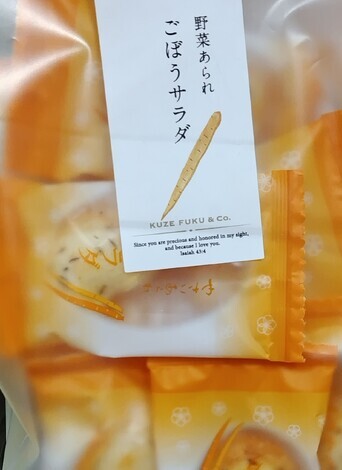 野菜あられ
ごぼうサラダ
KUZE FUKU & Co.
Since you are precious and honored in my sight,
and because I love you.
Isaiah 43:4